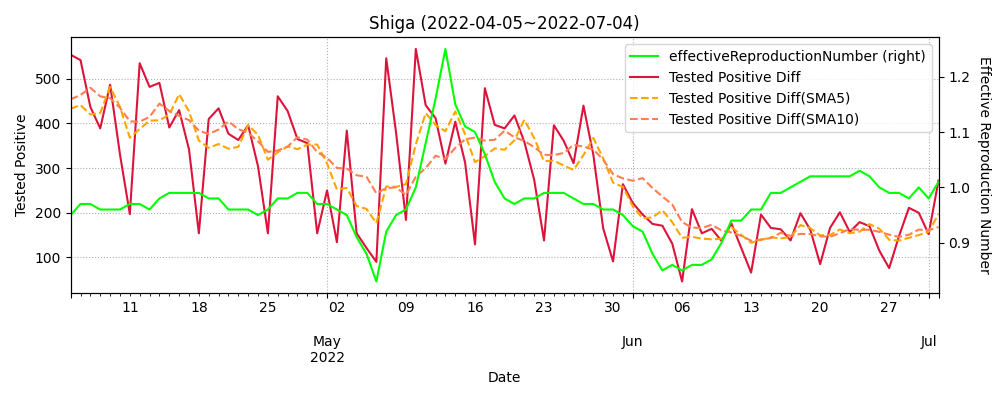 Shiga (2022-04-05~2022-07-04)
effectiveReproductionNumber (right)
Tested Positive Diff
Tested Positive Diff(SMA5)
Tested Positive Diff(SMA10)
Tested Positive
500
400
300
200
100
1.2
1.1
1.0
0.9
Effective Reproduction Number
11 18 25 02 09 16 23 30 06 13 20 27
May Jun Jul
2022
Date